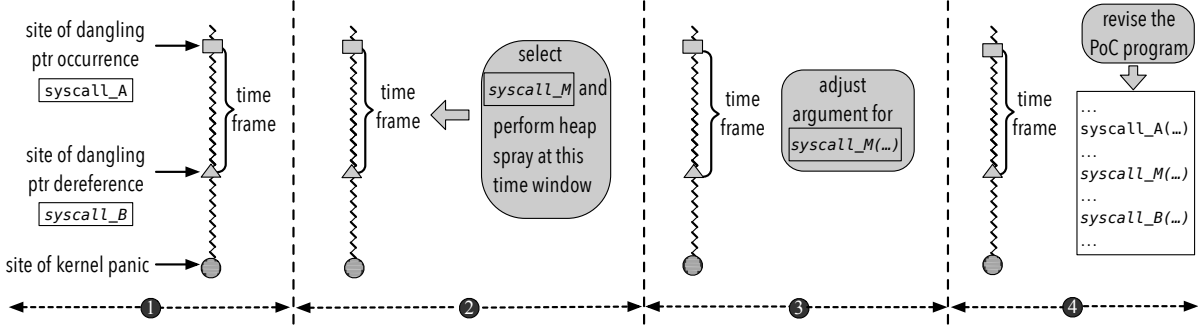 site of dangling
ptr occurrence
syscall_A
time
frame
site of dangling
ptr dereference
syscall_B
site of kernel panic
1
time
frame
select
syscall_M and
perform heap
spray at this
time window
2
time
frame
adjust
argument for
syscall_M(…)
3
time
frame
revise the
PoC program
…
syscall_A(…)
…
syscall_M(…)
…
syscall_B(…)
…
4